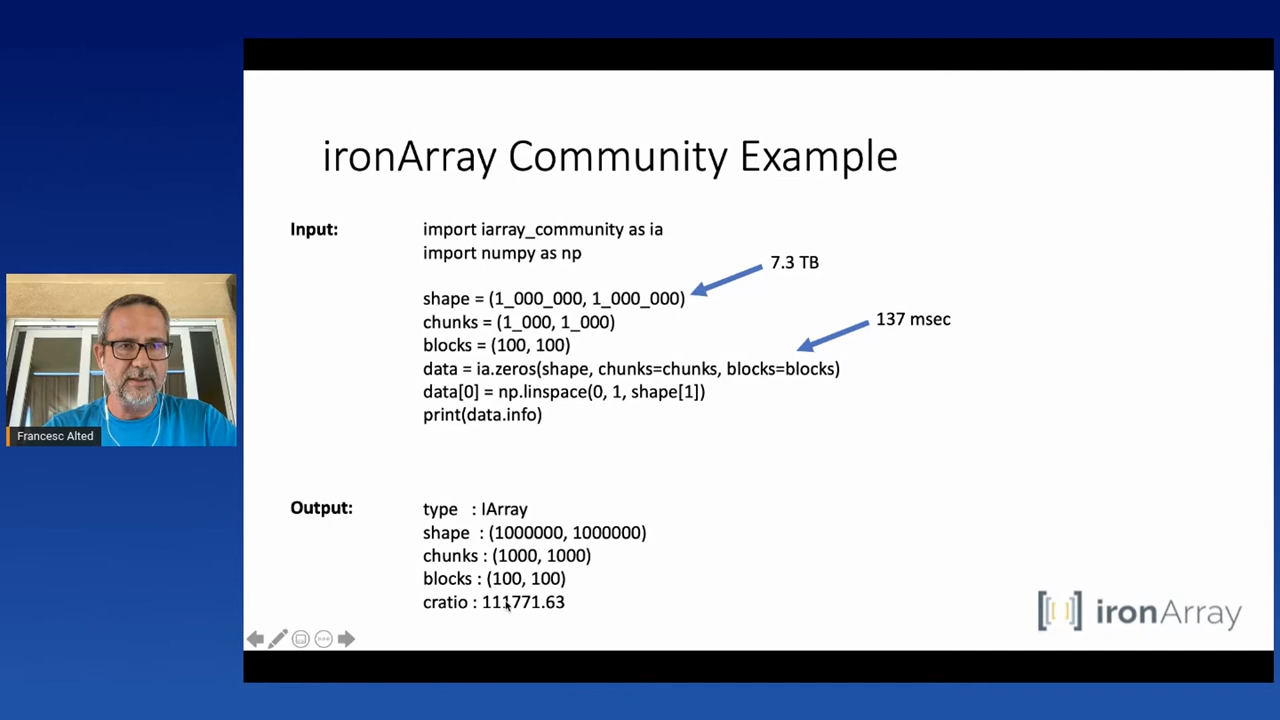 ironArray Community Example
Input:
import iarray_community as ia
import numpy as np
7.3 TB
shape = (1_000_000, 1_000_000)
chunks = (1_000, 1_000)
137 msec
blocks = (100, 100)
data = ia.zeros(shape, chunks=chunks, blocks=blocks)
data[0] = np.linspace(0, 1, shape[1])
print(data.info)
Francesc Alted
Output:
type : IArray
shape : (1000000, 1000000)
chunks : (1000, 1000)
blocks : (100, 100)
cratio : 111771.63
ironArray